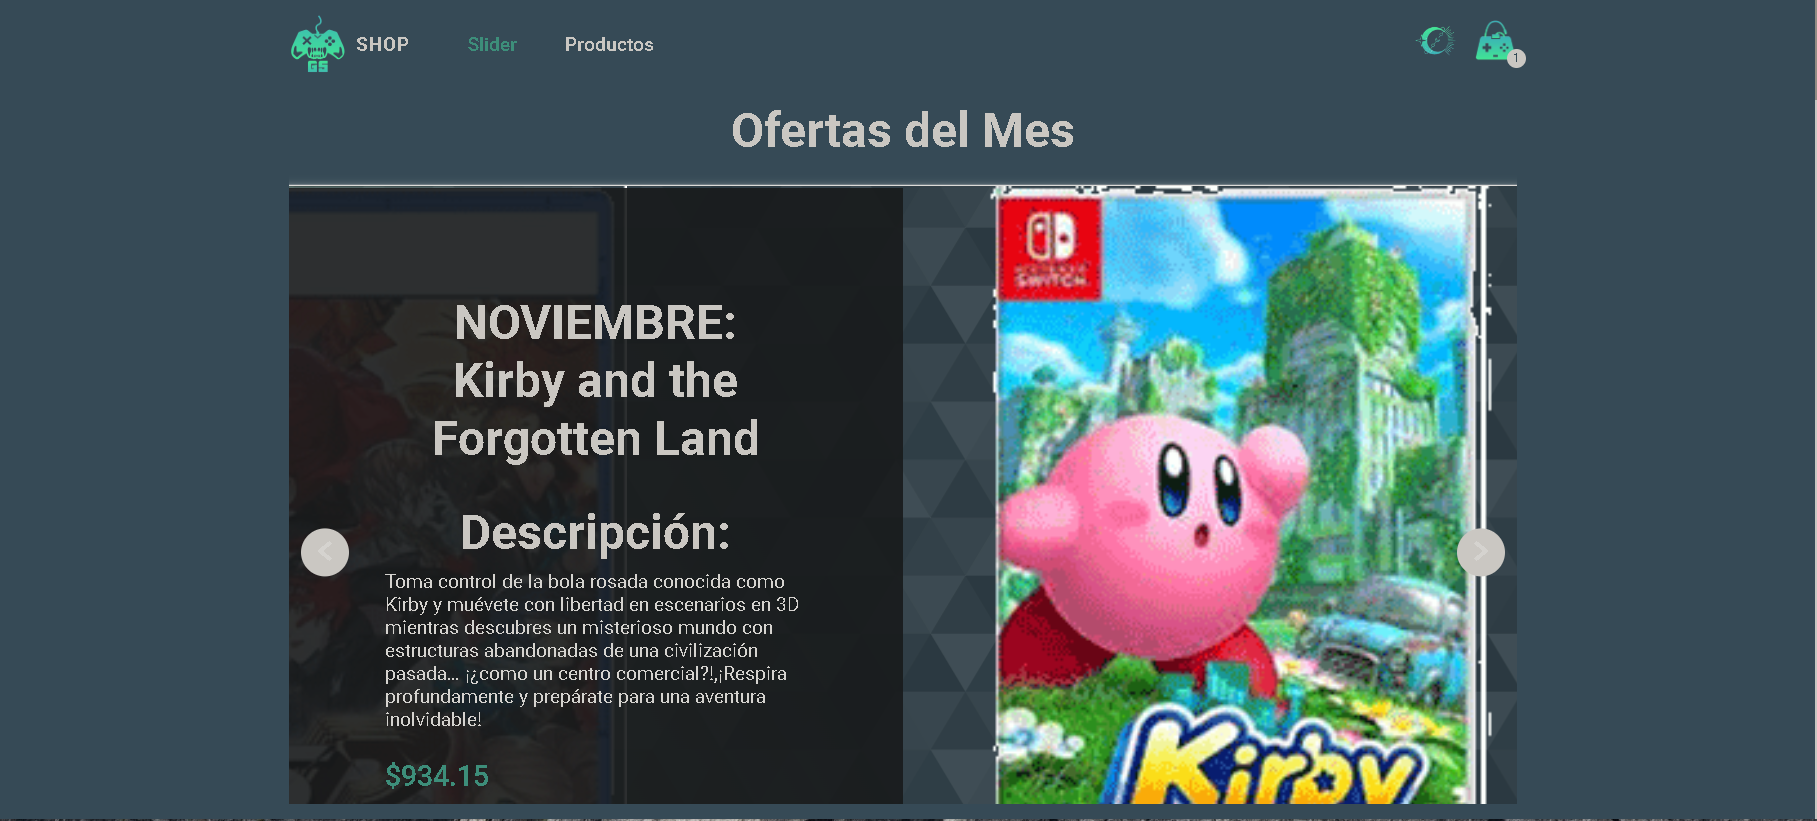 GS
SHOP
Slider
Productos
1
Ofertas del Mes
NOVIEMBRE:
Kirby and the
Forgotten Land
Descripción:
Toma control de la bola rosada conocida como
Kirby y muévete con libertad en escenarios en 3D
mientras descubres un misterioso mundo con
estructuras abandonadas de una civilización
pasada... ¡¿como un centro comercial?!,¡Respira
profundamente y prepárate para una aventura
inolvidable!
$934.15
SWITCH
Kirby